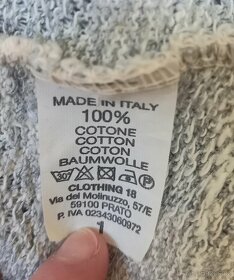 MADE IN ITALY
100%
COTONE
COTTON
COTON
BAUMWOLLE
30
CLOTHING 18
Via del Molinuzzo, 57/E
59100 PRATO
P. IVA 02343060972
1